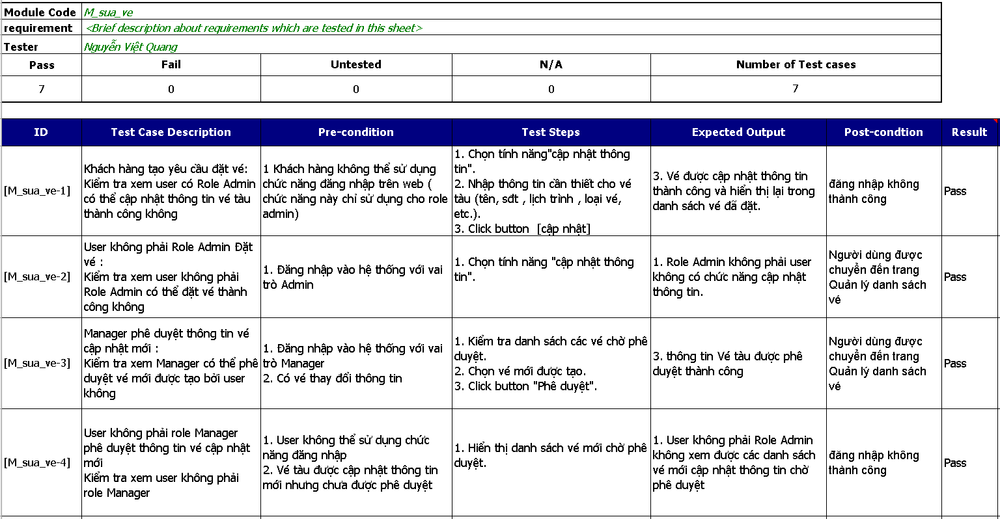 Module Code M_sua_ve
requirement <Brief description about requirements which are tested in this sheet>
Tester Nguyễn Việt Quang
Pass Fail Untested N/A Number of Test cases
7 0 0 0 7
ID Test Case Description Pre-condition Test Steps Expected Output Post-condtion Result
[M_sua_ve-1]
Khách hàng tạo yêu cầu đặt vé:
Kiểm tra xem user có Role Admin
có thể cập nhật thông tin vé tàu
thành công không
1 Khách hàng không thể sử dụng
chức năng đăng nhập trên web (
chức năng này chỉ sử dụng cho role
admin)
1. Chọn tính năng"cập nhật thông
tin".
2. Nhập thông tin cần thiết cho vé
tàu (tên, sđt , lịch trình , loại vé,
etc.).
3. Click button  [cập nhật]
3. Vé được cập nhật thông tin
thành công và hiển thị lại trong
danh sách vé đã đặt.
đăng nhập không
thành công
Pass
[M_sua_ve-2]
User không phải Role Admin Đặt
vé :
Kiểm tra xem user không phải
Role Admin có thể đặt vé thành
công không
1. Đăng nhập vào hệ thống với vai
trò Admin
1. Chọn tính năng "cập nhật thông
tin".
1. Role Admin không phải user
không có chức năng cập nhật
thông tin.
Người dùng được
chuyển đến trang
Quản lý danh sách
vé
Pass
[M_sua_ve-3]
Manager phê duyệt thông tin vé
cập nhật mới :
Kiểm tra xem Manager có thể phê
duyệt vé mới được tạo bởi user
không
1. Đăng nhập vào hệ thống với vai
trò Manager
2. Có vé thay đổi thông tin
1. Kiểm tra danh sách các vé chờ phê
duyệt.
2. Chọn vé mới được tạo.
3. Click button "Phê duyệt".
3. thông tin Vé tàu được phê
duyệt thành công
Người dùng được
chuyển đến trang
Quản lý danh sách
vé
Pass
[M_sua_ve-4]
User không phải role Manager
phê duyệt thông tin vé cập nhật
mới
Kiểm tra xem user không phải
role Manager
1. User không thể sử dụng chức
năng đăng nhập
2. Vé tàu được cập nhật thông tin
mới nhưng chưa được phê duyệt
1. Hiển thị danh sách vé mới chờ phê
duyệt.
1. User không phải Role Admin
không xem được các danh sách
vé mới cập nhật thông tin chờ
phê duyệt
đăng nhập không
thành công
Pass